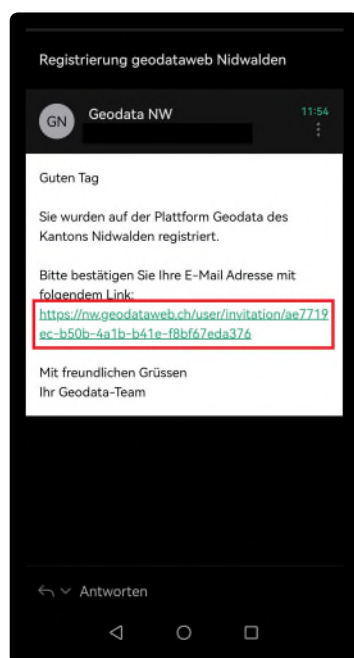 Registrierung geodataweb Nidwalden
GN
Geodata NW
11:54
Guten Tag
Sie wurden auf der Plattform Geodata des
Kantons Nidwalden registriert.
Bitte bestätigen Sie Ihre E-Mail Adresse mit
folgendem Link:
https://nw.geodataweb.ch/user/invitation/ae7719
ec-b50b-4a1b-b41e-f8bf67eda376
Mit freundlichen Grüssen
Ihr Geodata-Team
Antworten